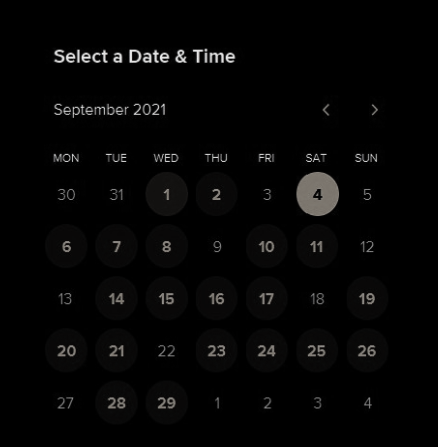 Select a Date & Time
September 2021
MON TUE WED THU FRI SAT SUN
30 31 1 2 3 4 5
6 7 8 9 10 11 12
13 14 15 16 17 18 19
20 21 22 23 24 25 26
27 28 29 1 2 3 4